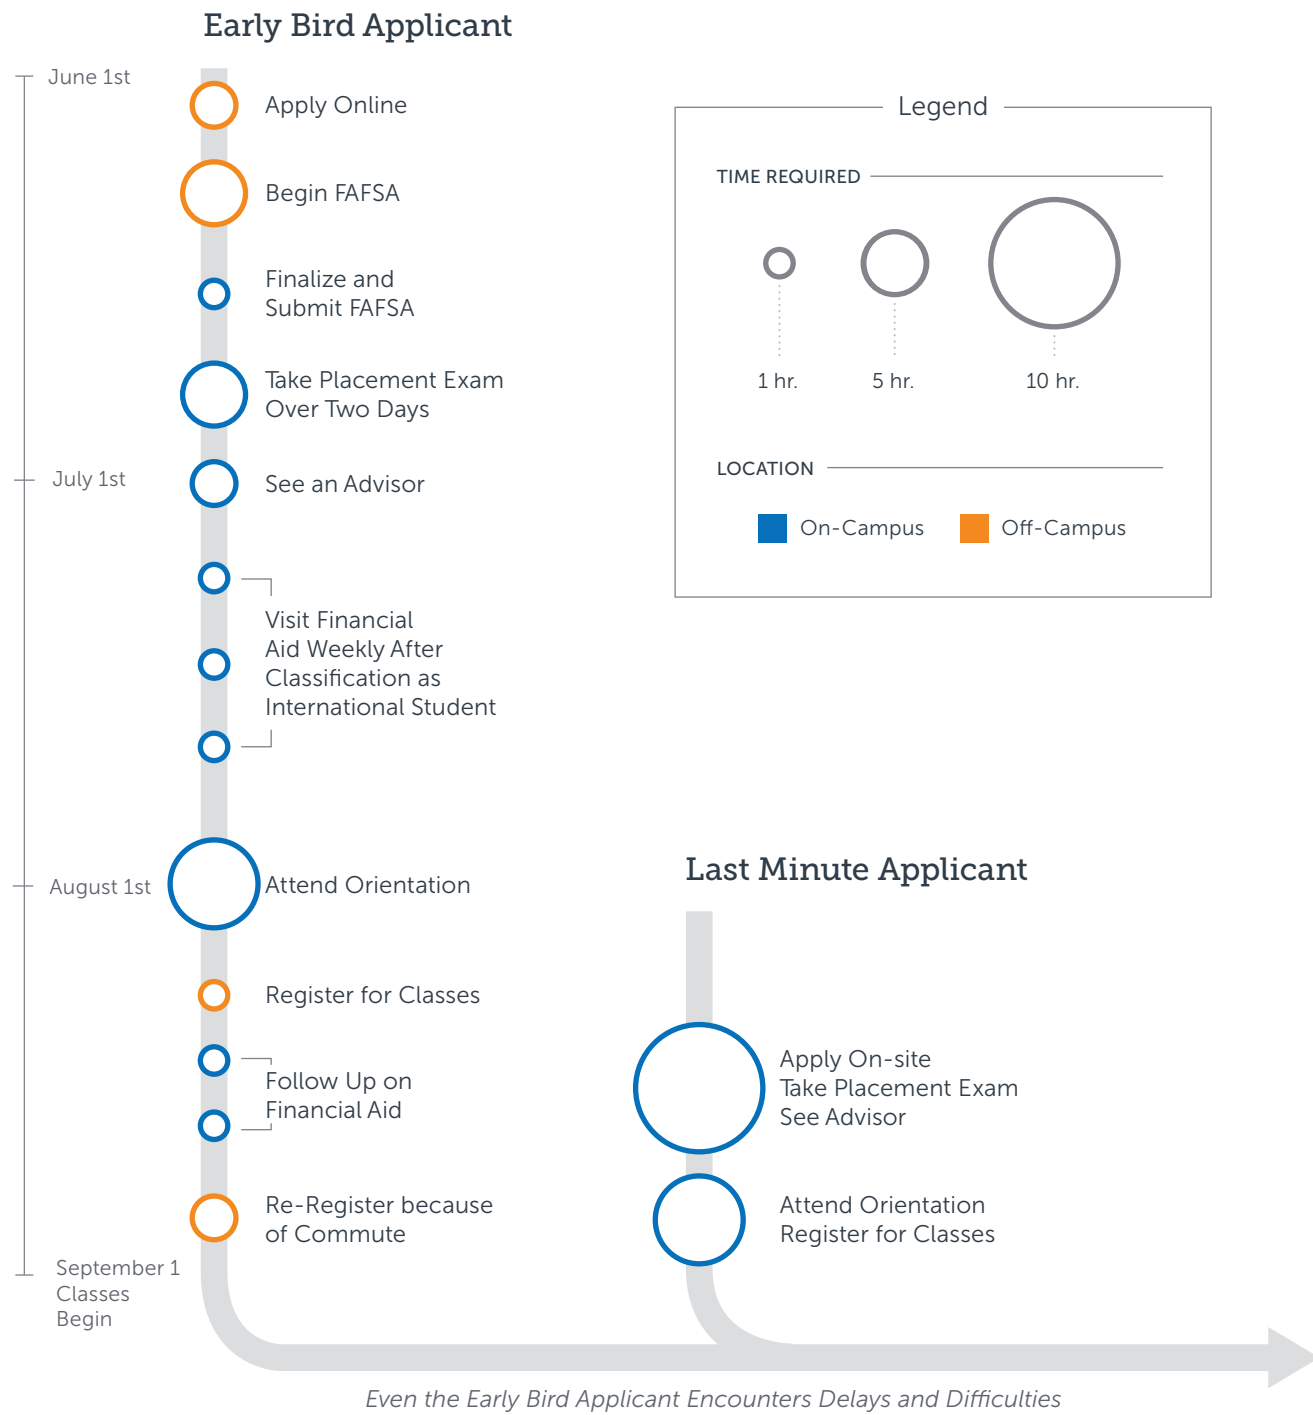 Early Bird Applicant
June 1st
Apply Online
Begin FAFSA
Finalize and
Submit FAFSA
Take Placement Exam
Over Two Days
July 1st
See an Advisor
Visit Financial
Aid Weekly After
Classification as
International Student
August 1st
Attend Orientation
Register for Classes
Follow Up on
Financial Aid
Re-Register because
of Commute
September 1
Classes
Begin
Legend
TIME REQUIRED
1 hr.
5 hr.
10 hr.
LOCATION
On-Campus
Off-Campus
Last Minute Applicant
Apply On-site
Take Placement Exam
See Advisor
Attend Orientation
Register for Classes
Even the Early Bird Applicant Encounters Delays and Difficulties